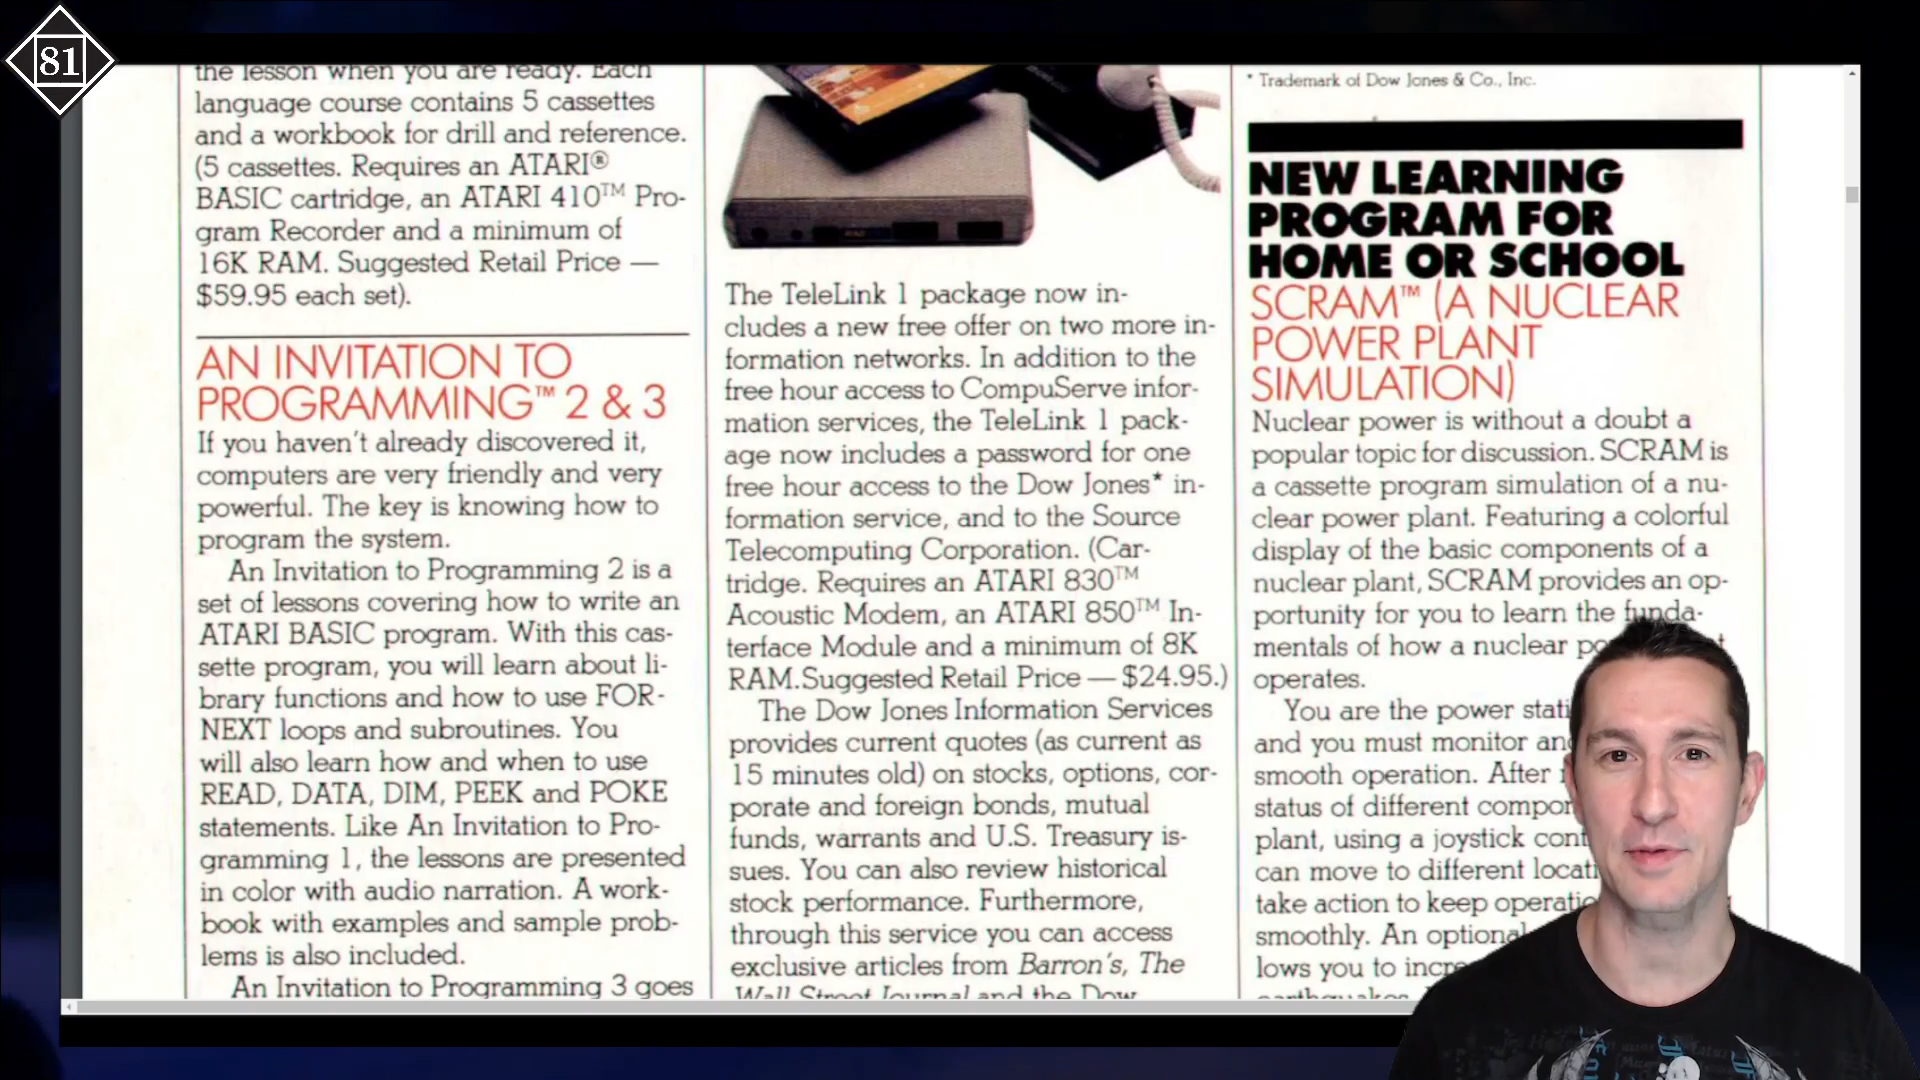 81
the lesson when you are ready. Each
language course contains 5 cassettes
and a workbook for drill and reference.
(5 cassettes. Requires an ATARI®
BASIC cartridge, an ATARI 410™ Pro-
gram Recorder and a minimum of
16K RAM. Suggested Retail Price —
$59.95 each set).
AN INVITATION TO
PROGRAMMING™ 2 & 3
If you haven't already discovered it,
computers are very friendly and very
powerful. The key is knowing how to
program the system.
An Invitation to Programming 2 is a
set of lessons covering how to write an
ATARI BASIC program. With this cas-
sette program, you will learn about li-
brary functions and how to use FOR-
NEXT loops and subroutines. You
will also learn how and when to use
READ, DATA, DIM, PEEK and POKE
statements. Like An Invitation to Pro-
gramming 1, the lessons are presented
in color with audio narration. A work-
book with examples and sample prob-
lems is also included.
An Invitation to Programming 3 goes
The TeleLink 1 package now in-
cludes a new free offer on two more in-
formation networks. In addition to the
free hour access to CompuServe infor-
mation services, the TeleLink 1 pack-
age now includes a password for one
free hour access to the Dow Jones* in-
formation service, and to the Source
Telecomputing Corporation. (Car-
tridge. Requires an ATARI 830™
Acoustic Modem, an ATARI 850™ In-
terface Module and a minimum of 8K
RAM.Suggested Retail Price — $24.95.)
The Dow Jones Information Services
provides current quotes (as current as
15 minutes old) on stocks, options, cor-
porate and foreign bonds, mutual
funds, warrants and U.S. Treasury is-
sues. You can also review historical
stock performance. Furthermore,
through this service you can access
exclusive articles from Barron's, The
Wall Street Journal and the Dow
* Trademark of Dow Jones & Co., Inc.
NEW LEARNING
PROGRAM FOR
HOME OR SCHOOL
SCRAM™ (A NUCLEAR
POWER PLANT
SIMULATION)
Nuclear power is without a doubt a
popular topic for discussion. SCRAM is
a cassette program simulation of a nu-
clear power plant. Featuring a colorful
display of the basic components of a
nuclear plant, SCRAM provides an op-
portunity for you to learn the funda-
mentals of how a nuclear
operates.
You are the power
and you must monitor
smooth operation. After
status of different
plant, using a joystick
can move to different
take action to keep
smoothly. An optional
lows you to
earthquakes